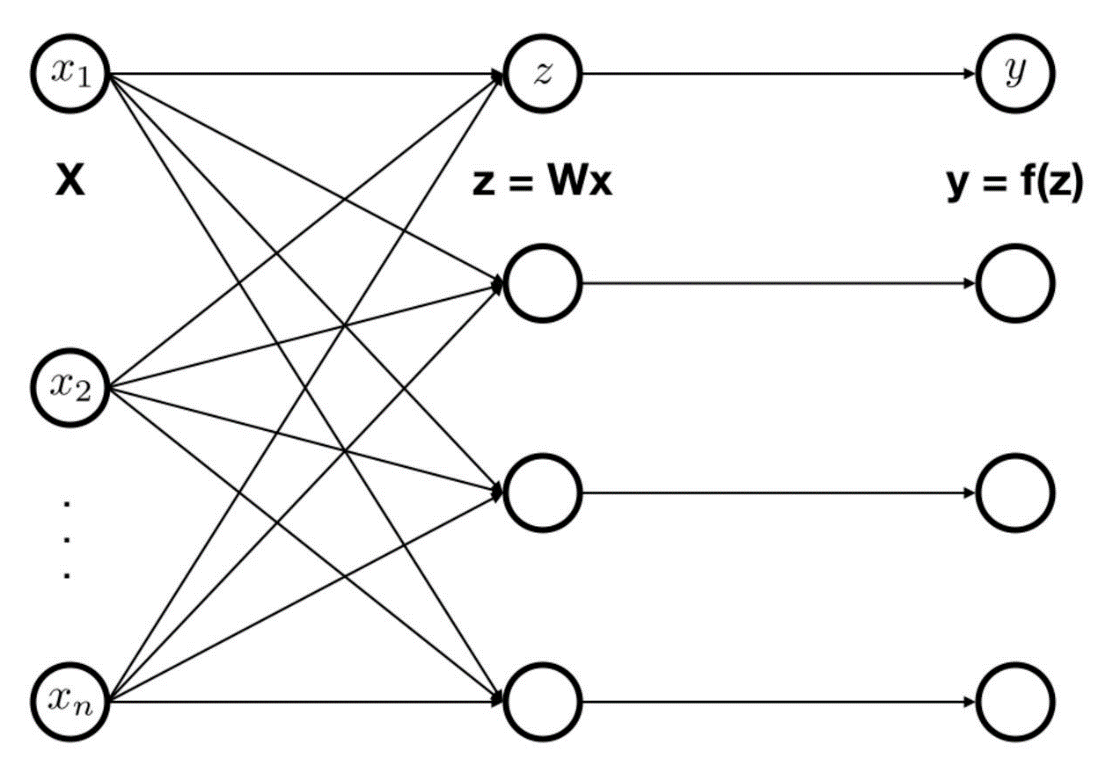 x₁
z
y
X
z = Wx
y = f(z)
x₂
.
.
.
xₙ